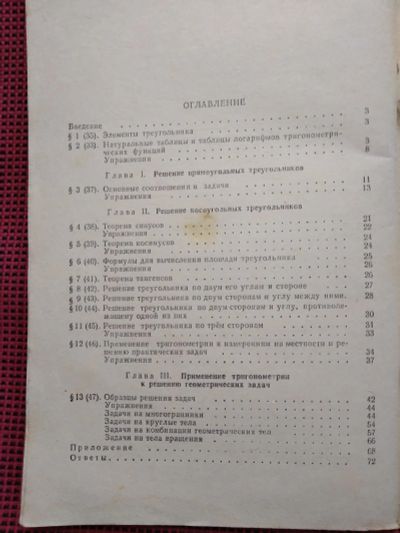 ОГЛАВЛЕНИЕ
Введение . . . 3
§ 1 (35). Элементы треугольника . . . 3
§ 2 (33). Натуральные таблицы и таблицы логарифмов тригонометри-
ческих функций . . . 3
Упражнения . . . 8
Глава I. Решение прямоугольных треугольников
§ 3 (37). Основные соотношения и задачи . . . 11
Упражнения . . . 13
Глава II. Решение косоугольных треугольников
§ 4 (38). Теорема синусов . . . 21
Упражнения . . . 22
§ 5 (39). Теорема косинусов . . . 24
Упражнения . . . 24
§ 6 (40). Формулы для вычисления площади треугольника . . . 25
Упражнения . . . 26
§ 7 (41). Теорема тангенсов . . . 26
§ 8 (42). Решение треугольника по двум его углам и стороне . . . 27
§ 9 (43). Решение треугольника по двум сторонам и углу между ними. 28
§ 10 (44). Решение треугольника по двум сторонам и углу, противоле-
жащему одной из них . . . 30
§ 11 (45). Решение треугольника по трём сторонам . . . 31
Упражнения . . . 33
§ 12 (46). Применение тригонометрии к измерениям на местности и ре-
шению практических задач . . . 34
Упражнения . . . 37
Глава III. Применение тригонометрии
к решению геометрических задач
§ 13 (47). Образцы решения задач . . . 42
Упражнения . . . 44
Задачи на многогранники . . . 44
Задачи на круглые тела . . . 54
Задачи на комбинации геометрических тел . . . 57
Задачи на тела вращения . . . 66
Приложение . . . 68
Ответы . . . 72